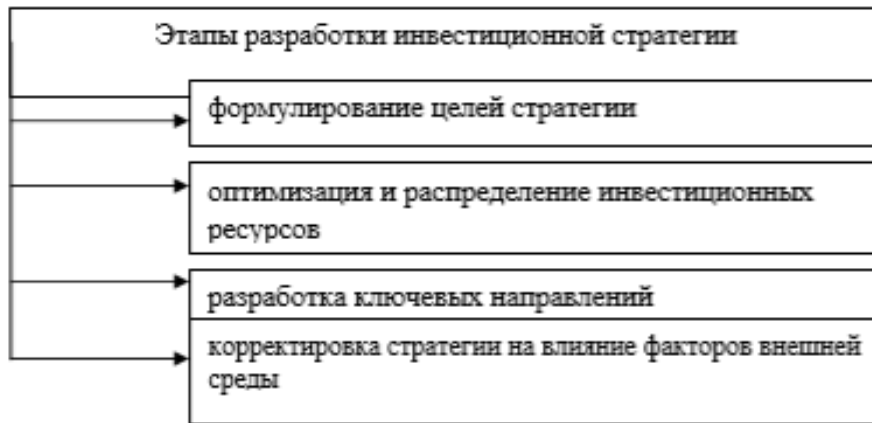 Этапы разработки инвестиционной стратегии
формулирование целей стратегии
оптимизация и распределение инвестиционных
ресурсов
разработка ключевых направлений
корректировка стратегии на влияние факторов внешней
среды